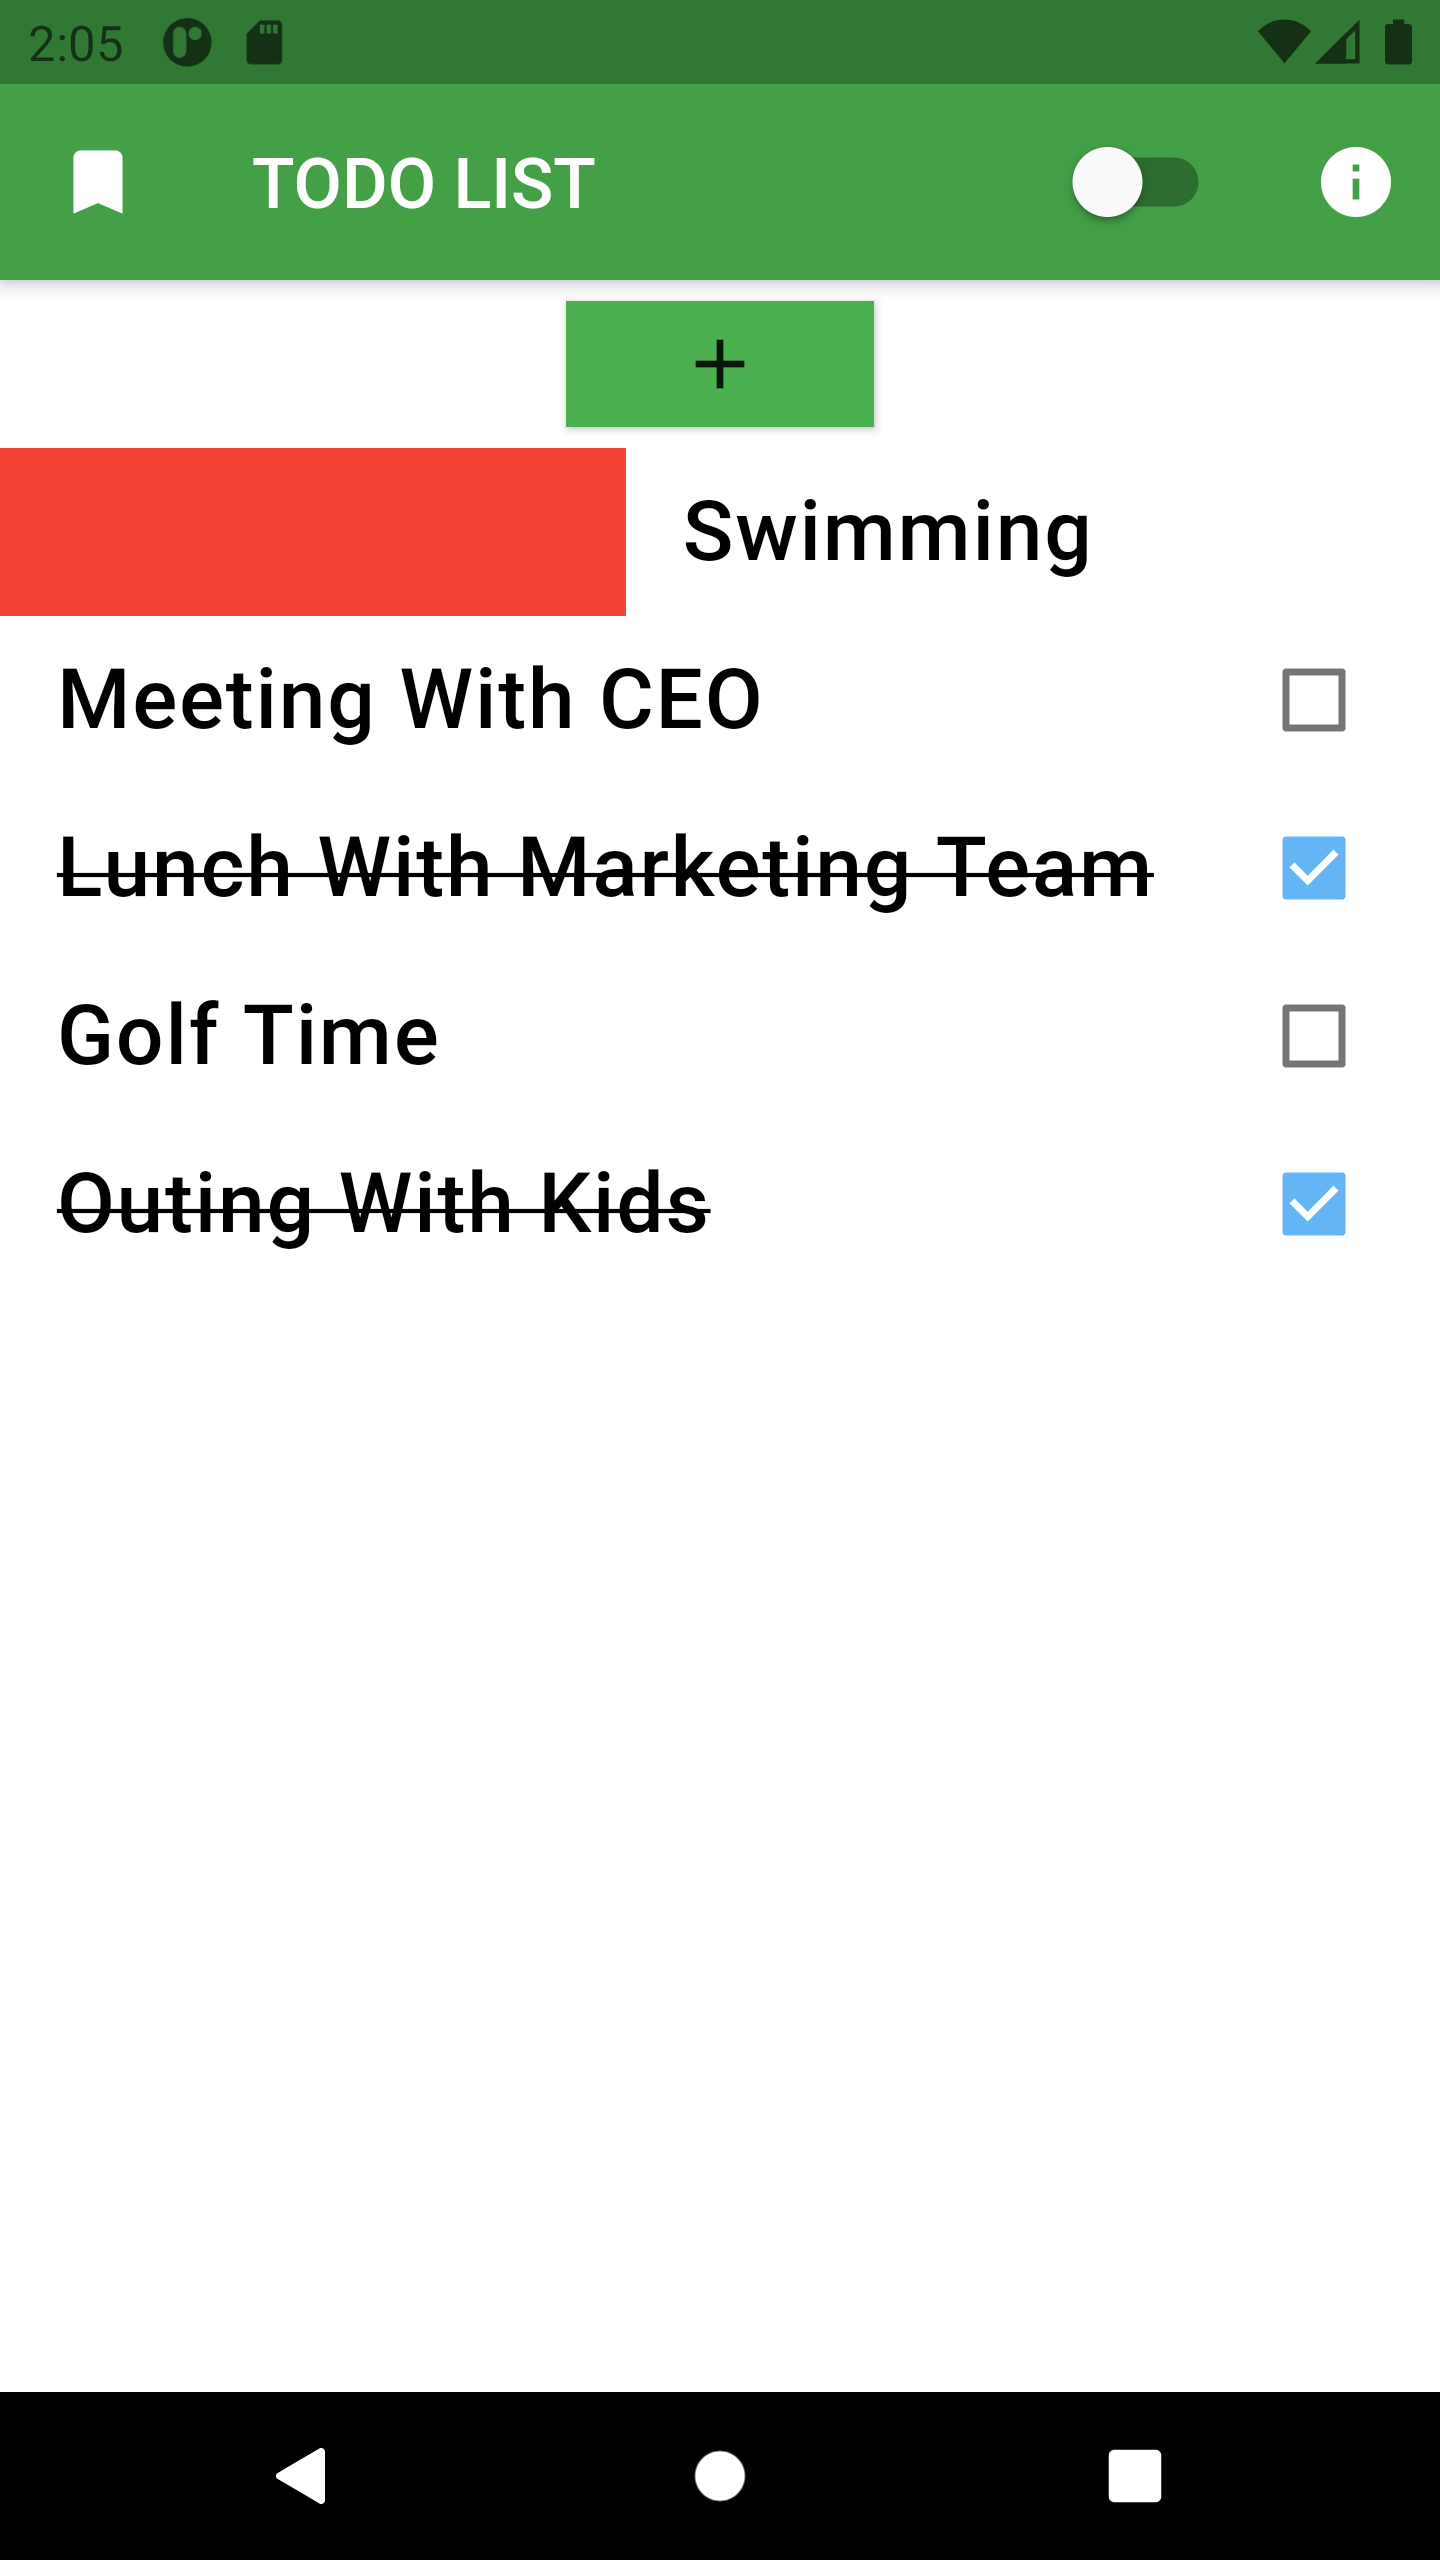 2:05
TODO LIST
Swimming
Meeting With CEO
Lunch With Marketing Team
Golf Time
Outing With Kids